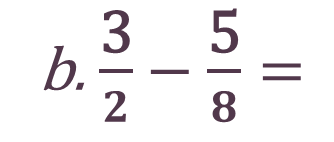 b. 3/2 − 5/8 =